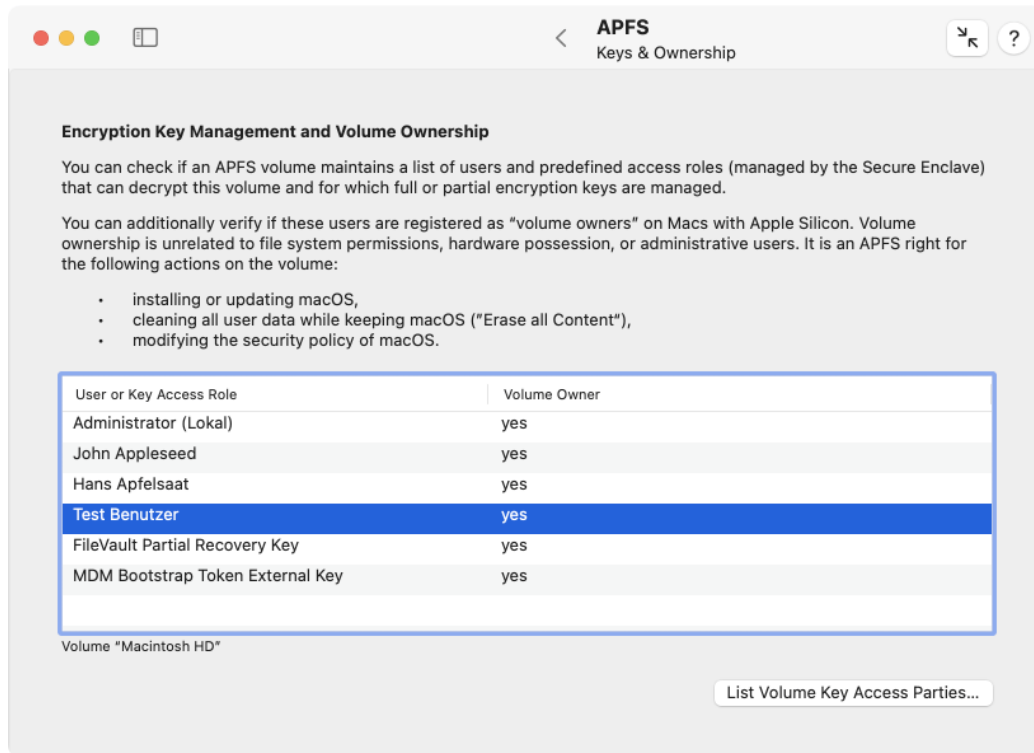 APFS
Keys & Ownership
?
Encryption Key Management and Volume Ownership
You can check if an APFS volume maintains a list of users and predefined access roles (managed by the Secure Enclave)
that can decrypt this volume and for which full or partial encryption keys are managed.
You can additionally verify if these users are registered as “volume owners” on Macs with Apple Silicon. Volume
ownership is unrelated to file system permissions, hardware possession, or administrative users. It is an APFS right for
the following actions on the volume:
• installing or updating macOS,
• cleaning all user data while keeping macOS (”Erase all Content“),
• modifying the security policy of macOS.
User or Key Access Role Volume Owner
Administrator (Lokal) yes
John Appleseed yes
Hans Apfelsaat yes
Test Benutzer yes
FileVault Partial Recovery Key yes
MDM Bootstrap Token External Key yes
Volume “Macintosh HD”
List Volume Key Access Parties...